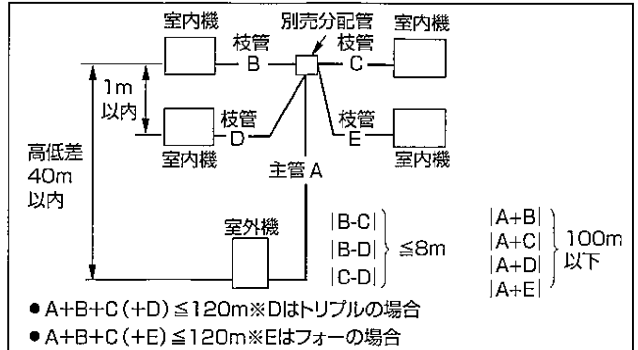 室内機
別売分配管
室内機
枝管
B
枝管
C
1m
以内
枝管
D
枝管
E
室内機
室内機
高低差
40m
以内
主管 A
室外機
|B-C|
|B-D|
|C-D|
≦8m
|A+B|
|A+C|
|A+D|
|A+E|
100m
以下
●A+B+C(+D)≦120m※Dはトリプルの場合
●A+B+C(+E)≦120m※Eはフォーの場合